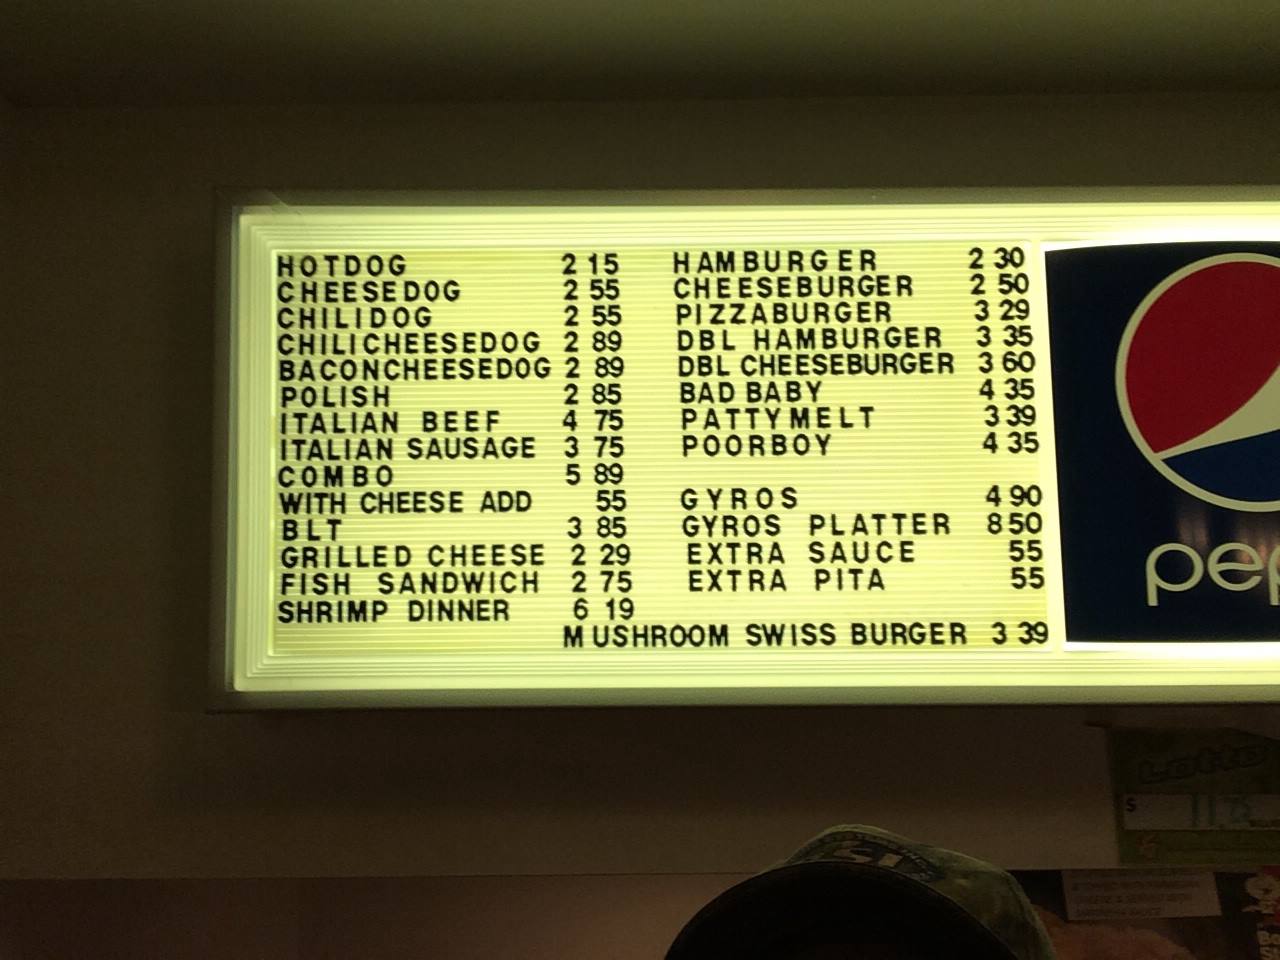 HOTDOG 2 15
CHEESEDOG 2 55
CHILIDOG 2 55
CHILICHEESEDOG 2 89
BACONCHEESEDOG 2 89
POLISH 2 85
ITALIAN BEEF 4 75
ITALIAN SAUSAGE 3 75
COMBO 5 89
WITH CHEESE ADD 55
BLT 3 85
GRILLED CHEESE 2 29
FISH SANDWICH 2 75
SHRIMP DINNER 6 19
HAMBURGER 2 30
CHEESEBURGER 2 50
PIZZABURGER 3 29
DBL HAMBURGER 3 35
DBL CHEESEBURGER 3 60
BAD BABY 4 35
PATTYMELT 3 39
POORBOY 4 35
GYROS 4 90
GYROS PLATTER 8 50
EXTRA SAUCE 55
EXTRA PITA 55
MUSHROOM SWISS BURGER 3 39
pep
Lotto
$